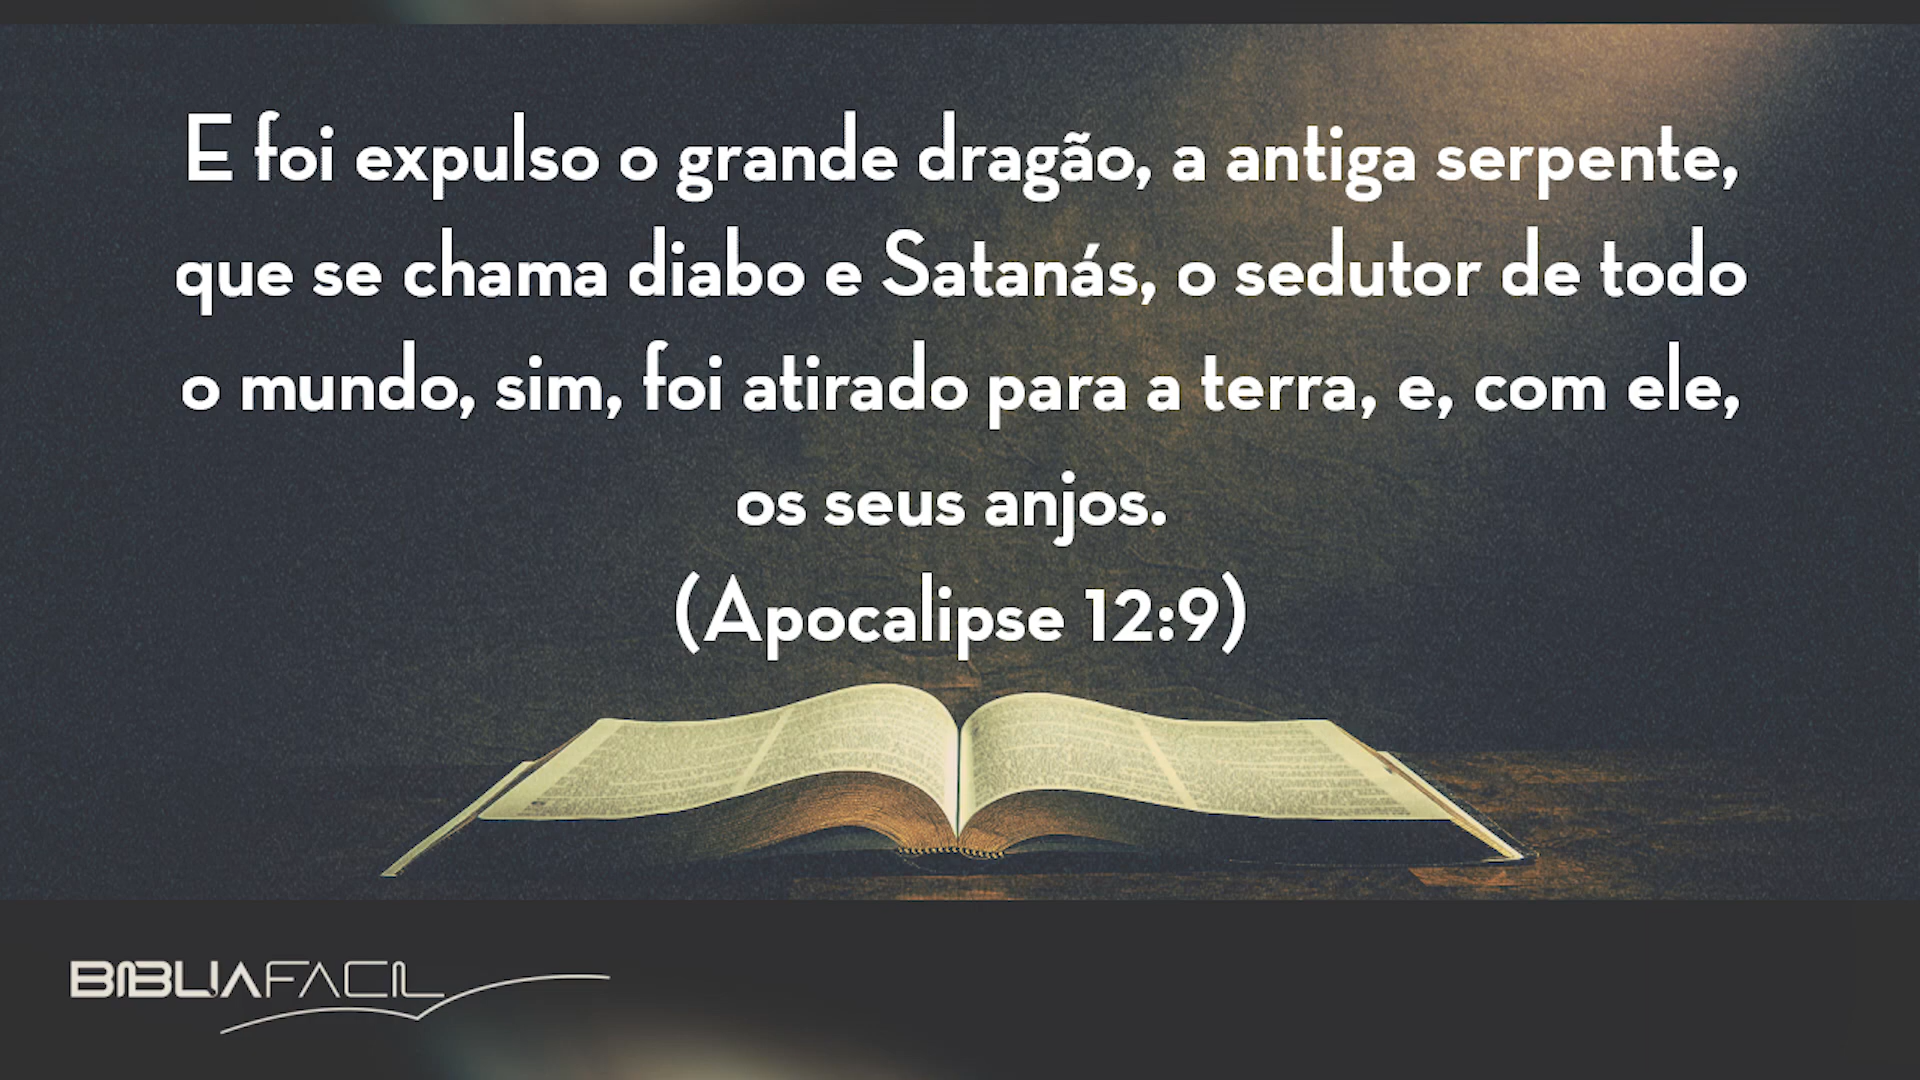 E foi expulso o grande dragão, a antiga serpente,
que se chama diabo e Satanás, o sedutor de todo
o mundo, sim, foi atirado para a terra, e, com ele,
os seus anjos.
(Apocalipse 12:9)
BIBLIAFACIL